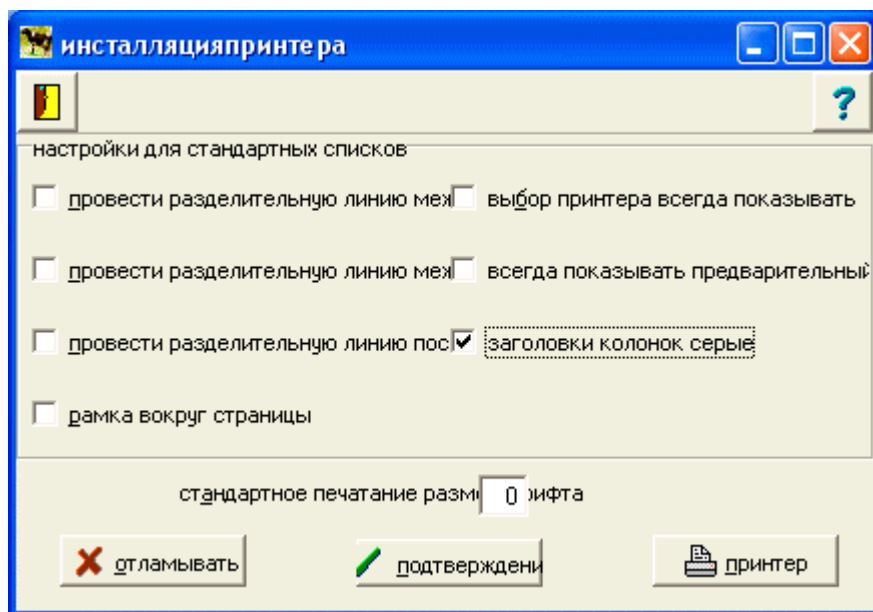 инсталляцияпринтера
?
настройки для стандартных списков
провести разделительную линию меж
выбор принтера всегда показывать
провести разделительную линию меж
всегда показывать предварительный
провести разделительную линию пос
заголовки колонок серые
рамка вокруг страницы
стандартное печатание разме 0 рифта
отламывать
подтверждени
принтер